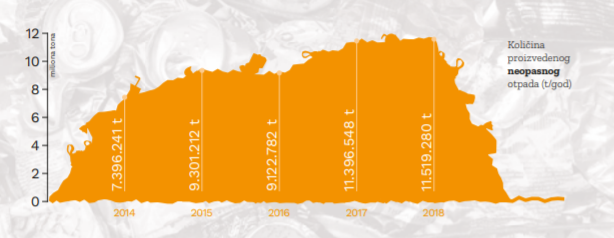 12
10
8
6
4
2
0
miliona tona
7.396.241 t
9.301.212 t
9.122.782 t
11.396.548 t
11.519.280 t
2014
2015
2016
2017
2018
Količina
proizvedenog
neopasnog
otpada (t/god)